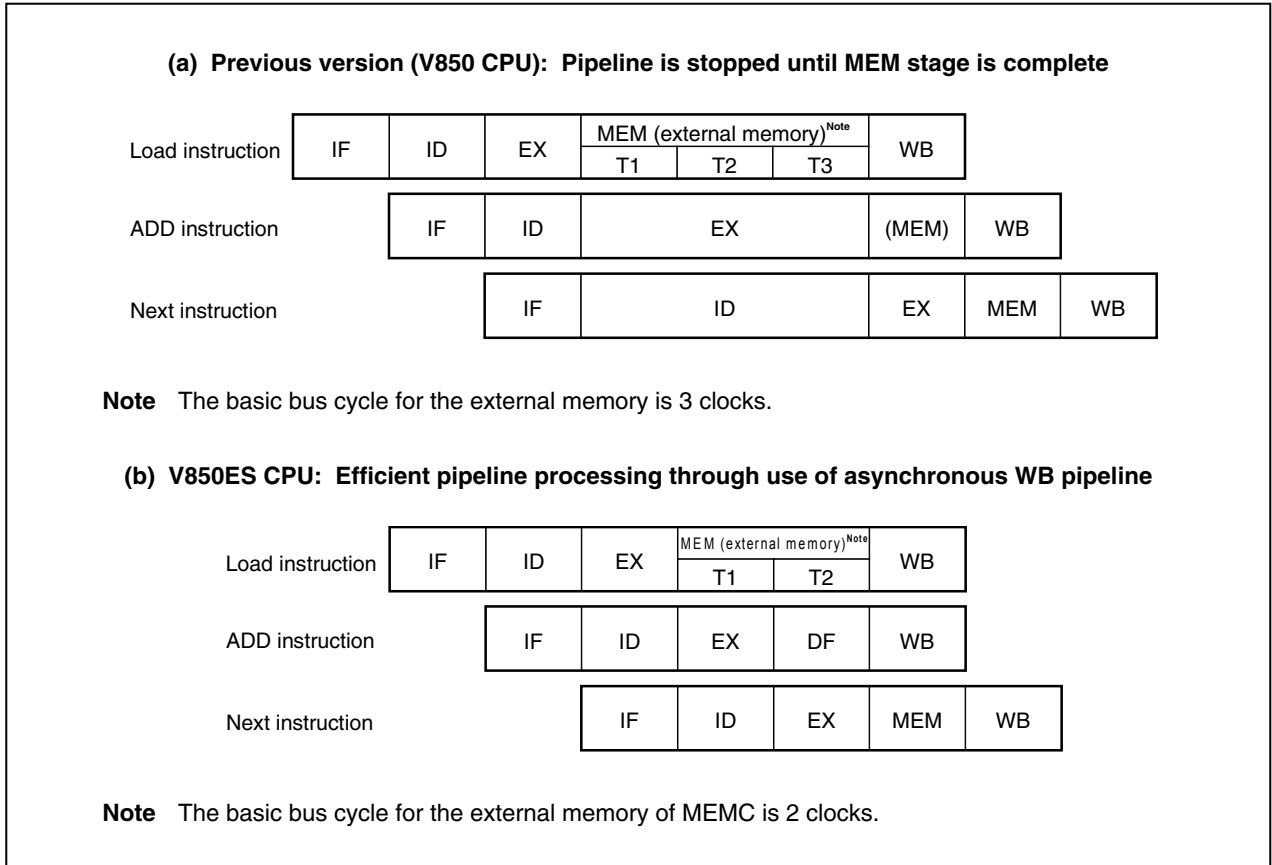 (a) Previous version (V850 CPU): Pipeline is stopped until MEM stage is complete
Load instruction IF ID EX MEM (external memory)Note WB
T1 T2 T3
ADD instruction IF ID EX (MEM) WB
Next instruction IF ID EX MEM WB
Note The basic bus cycle for the external memory is 3 clocks.
(b) V850ES CPU: Efficient pipeline processing through use of asynchronous WB pipeline
Load instruction IF ID EX MEM (external memory)Note WB
T1 T2
ADD instruction IF ID EX DF WB
Next instruction IF ID EX MEM WB
Note The basic bus cycle for the external memory of MEMC is 2 clocks.